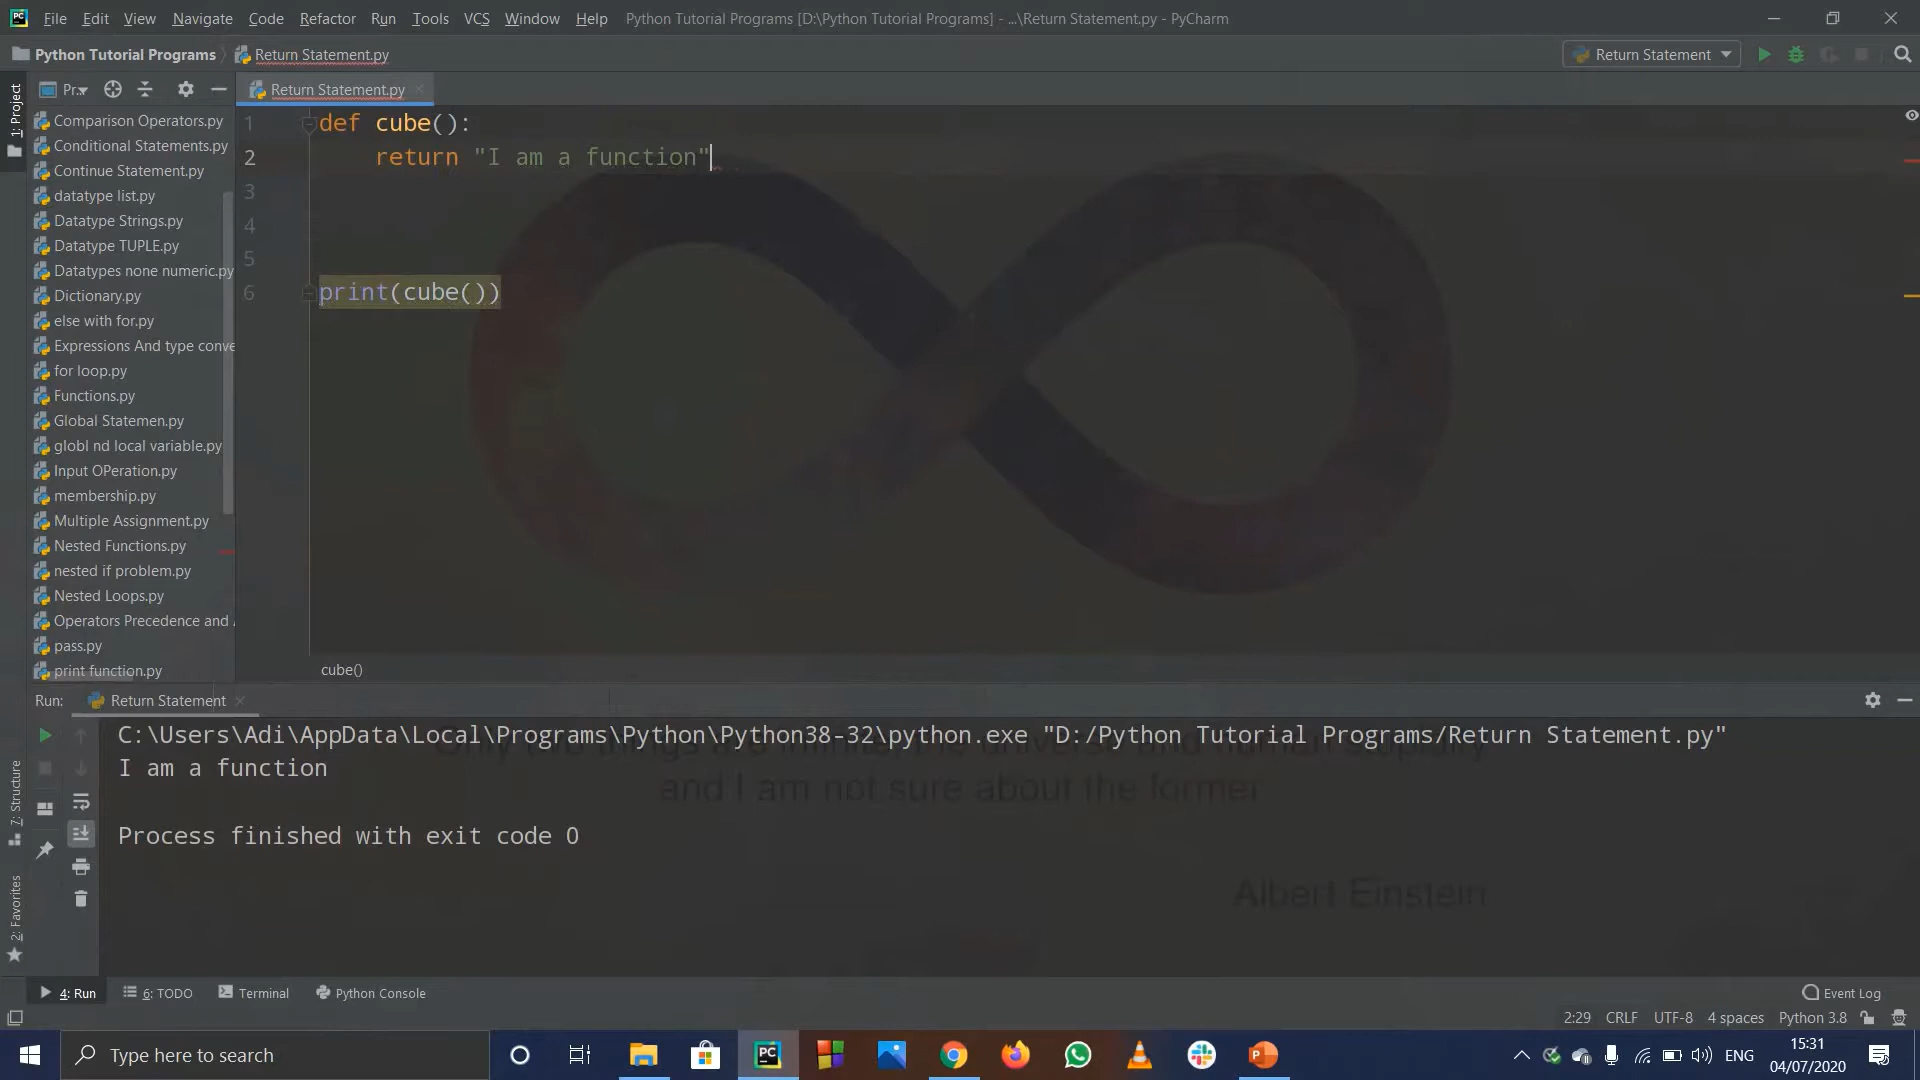 File Edit View Navigate Code Refactor Run Tools VCS Window Help Python Tutorial Programs [D:\Python Tutorial Programs] - ...\Return Statement.py - PyCharm
Python Tutorial Programs Return Statement.py Return Statement
1: Project
Pr... Return Statement.py
Comparison Operators.py
Conditional Statements.py
Continue Statement.py
datatype list.py
Datatype Strings.py
Datatype TUPLE.py
Datatypes none numeric.py
Dictionary.py
else with for.py
Expressions And type conve
for loop.py
Functions.py
Global Statemen.py
globl nd local variable.py
Input OPeration.py
membership.py
Multiple Assignment.py
Nested Functions.py
nested if problem.py
Nested Loops.py
Operators Precedence and
pass.py
print function.py
1 def cube():
2 return "I am a function"
3
4
5
6 print(cube())
cube()
Run: Return Statement
C:\Users\Adi\AppData\Local\Programs\Python\Python38-32\python.exe "D:/Python Tutorial Programs/Return Statement.py"
I am a function
and I am not sure about the former
Process finished with exit code 0
Albert Einstein
7: Structure
2: Favorites
4: Run 6: TODO Terminal Python Console Event Log
2:29 CRLF UTF-8 4 spaces Python 3.8
Type here to search ENG 15:31
04/07/2020